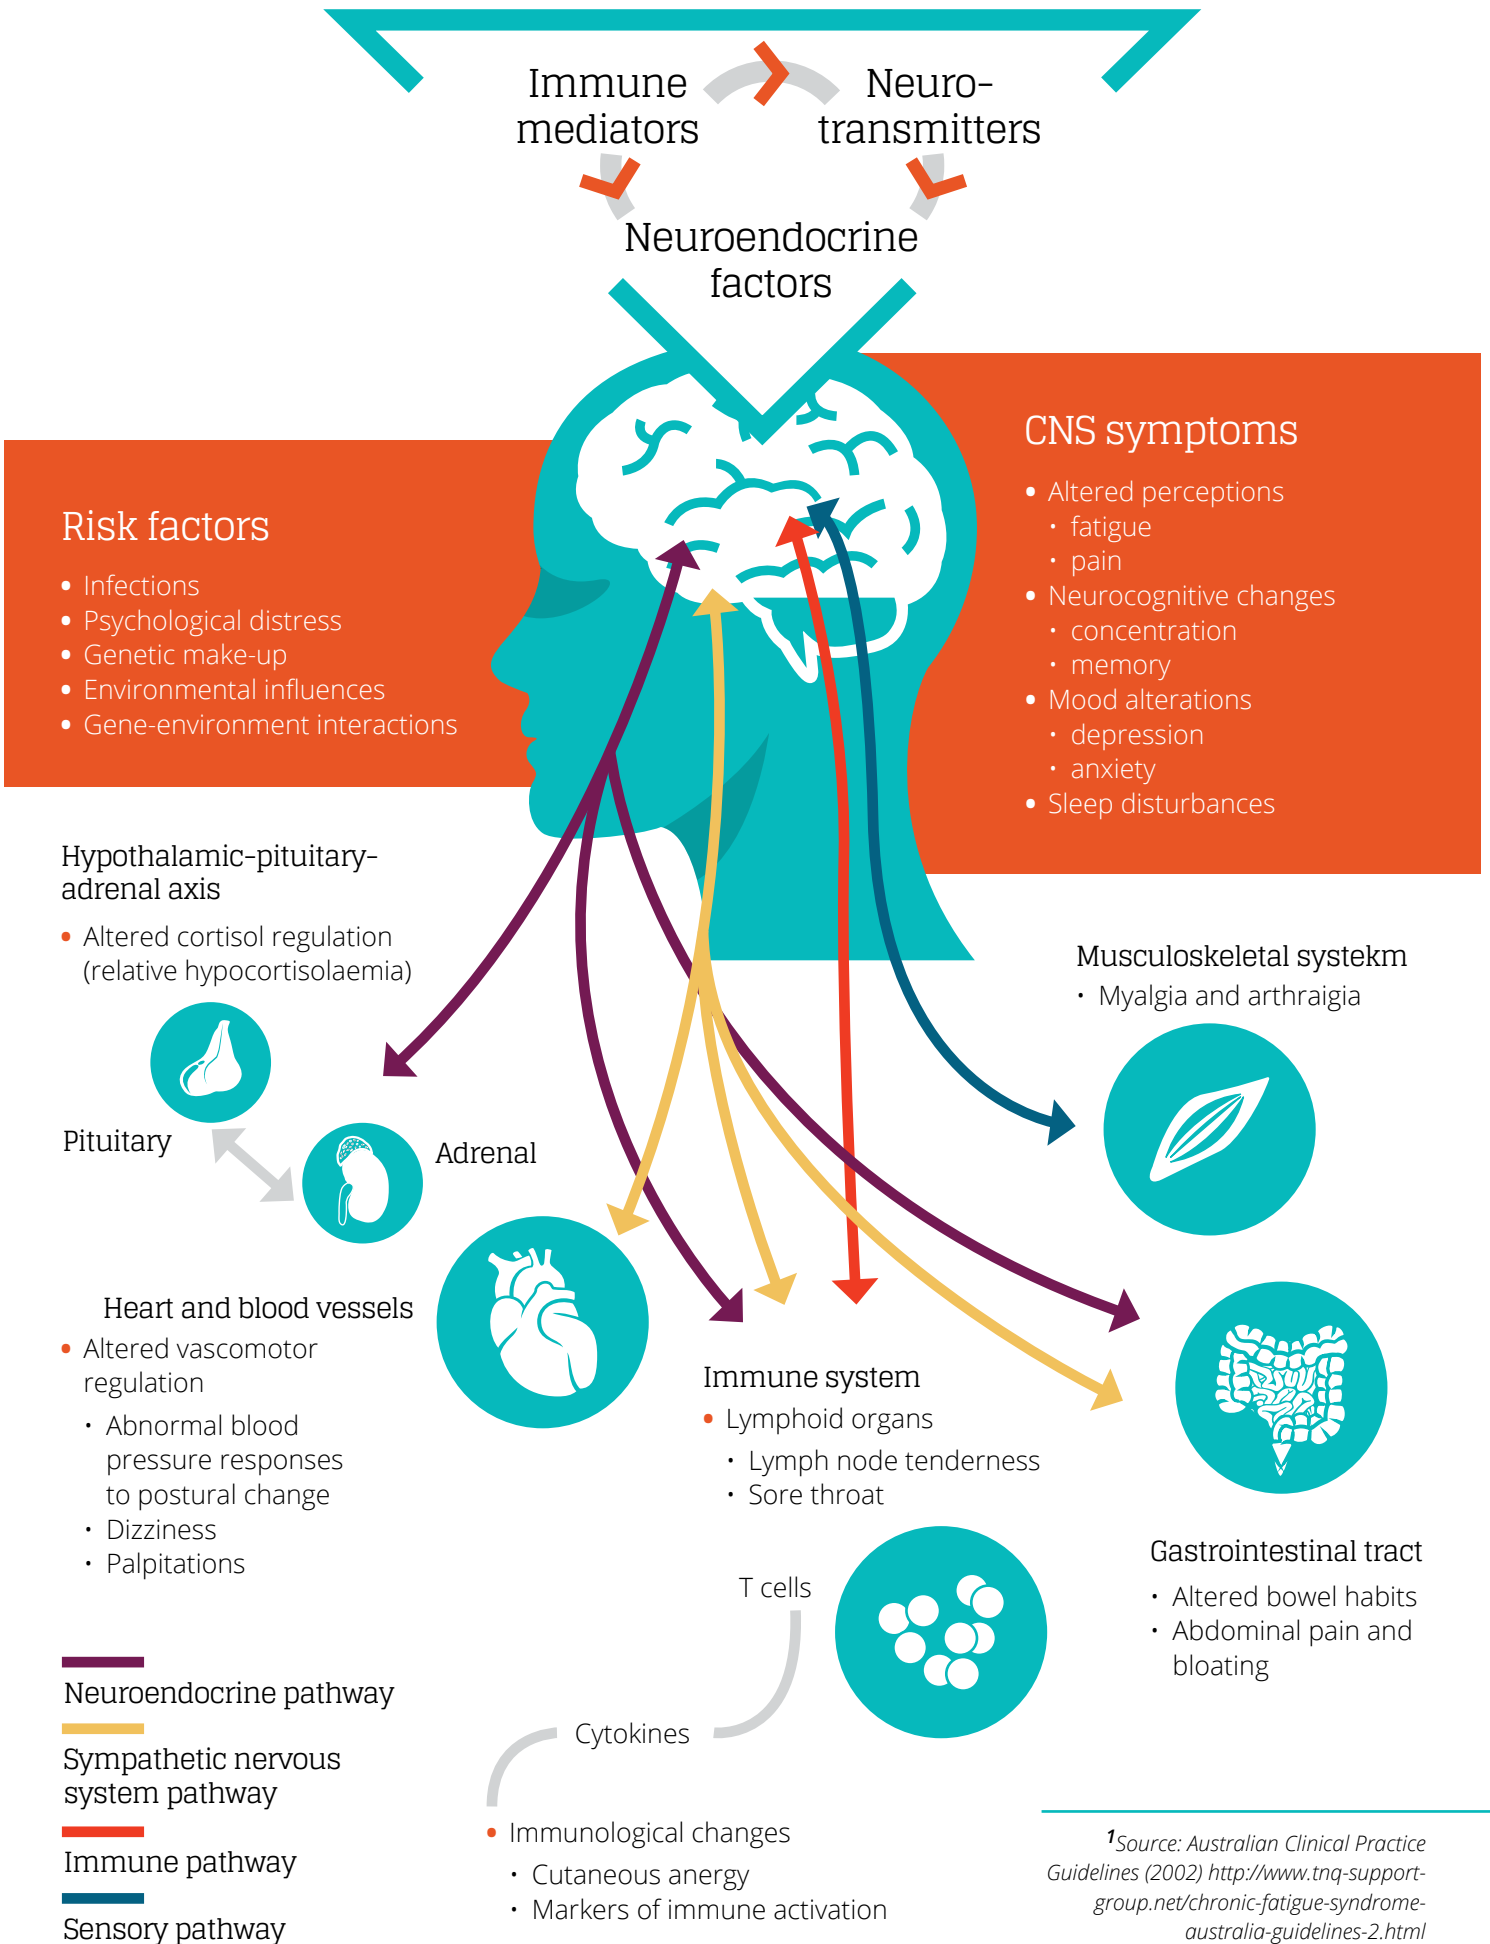 Immune
mediators
Neuro-
transmitters
Neuroendocrine
factors
Risk factors
• Infections
• Psychological distress
• Genetic make-up
• Environmental influences
• Gene-environment interactions
CNS symptoms
• Altered perceptions
· fatigue
· pain
• Neurocognitive changes
· concentration
· memory
• Mood alterations
· depression
· anxiety
• Sleep disturbances
Hypothalamic-pituitary-
adrenal axis
• Altered cortisol regulation
(relative hypocortisolaemia)
Pituitary
Adrenal
Musculoskeletal systekm
· Myalgia and arthraigia
Heart and blood vessels
• Altered vascomotor
regulation
· Abnormal blood
pressure responses
to postural change
· Dizziness
· Palpitations
Immune system
• Lymphoid organs
· Lymph node tenderness
· Sore throat
T cells
Cytokines
• Immunological changes
· Cutaneous anergy
· Markers of immune activation
Gastrointestinal tract
· Altered bowel habits
· Abdominal pain and
bloating
Neuroendocrine pathway
Sympathetic nervous
system pathway
Immune pathway
Sensory pathway
1Source: Australian Clinical Practice
Guidelines (2002) http://www.tnq-support-
group.net/chronic-fatigue-syndrome-
australia-guidelines-2.html